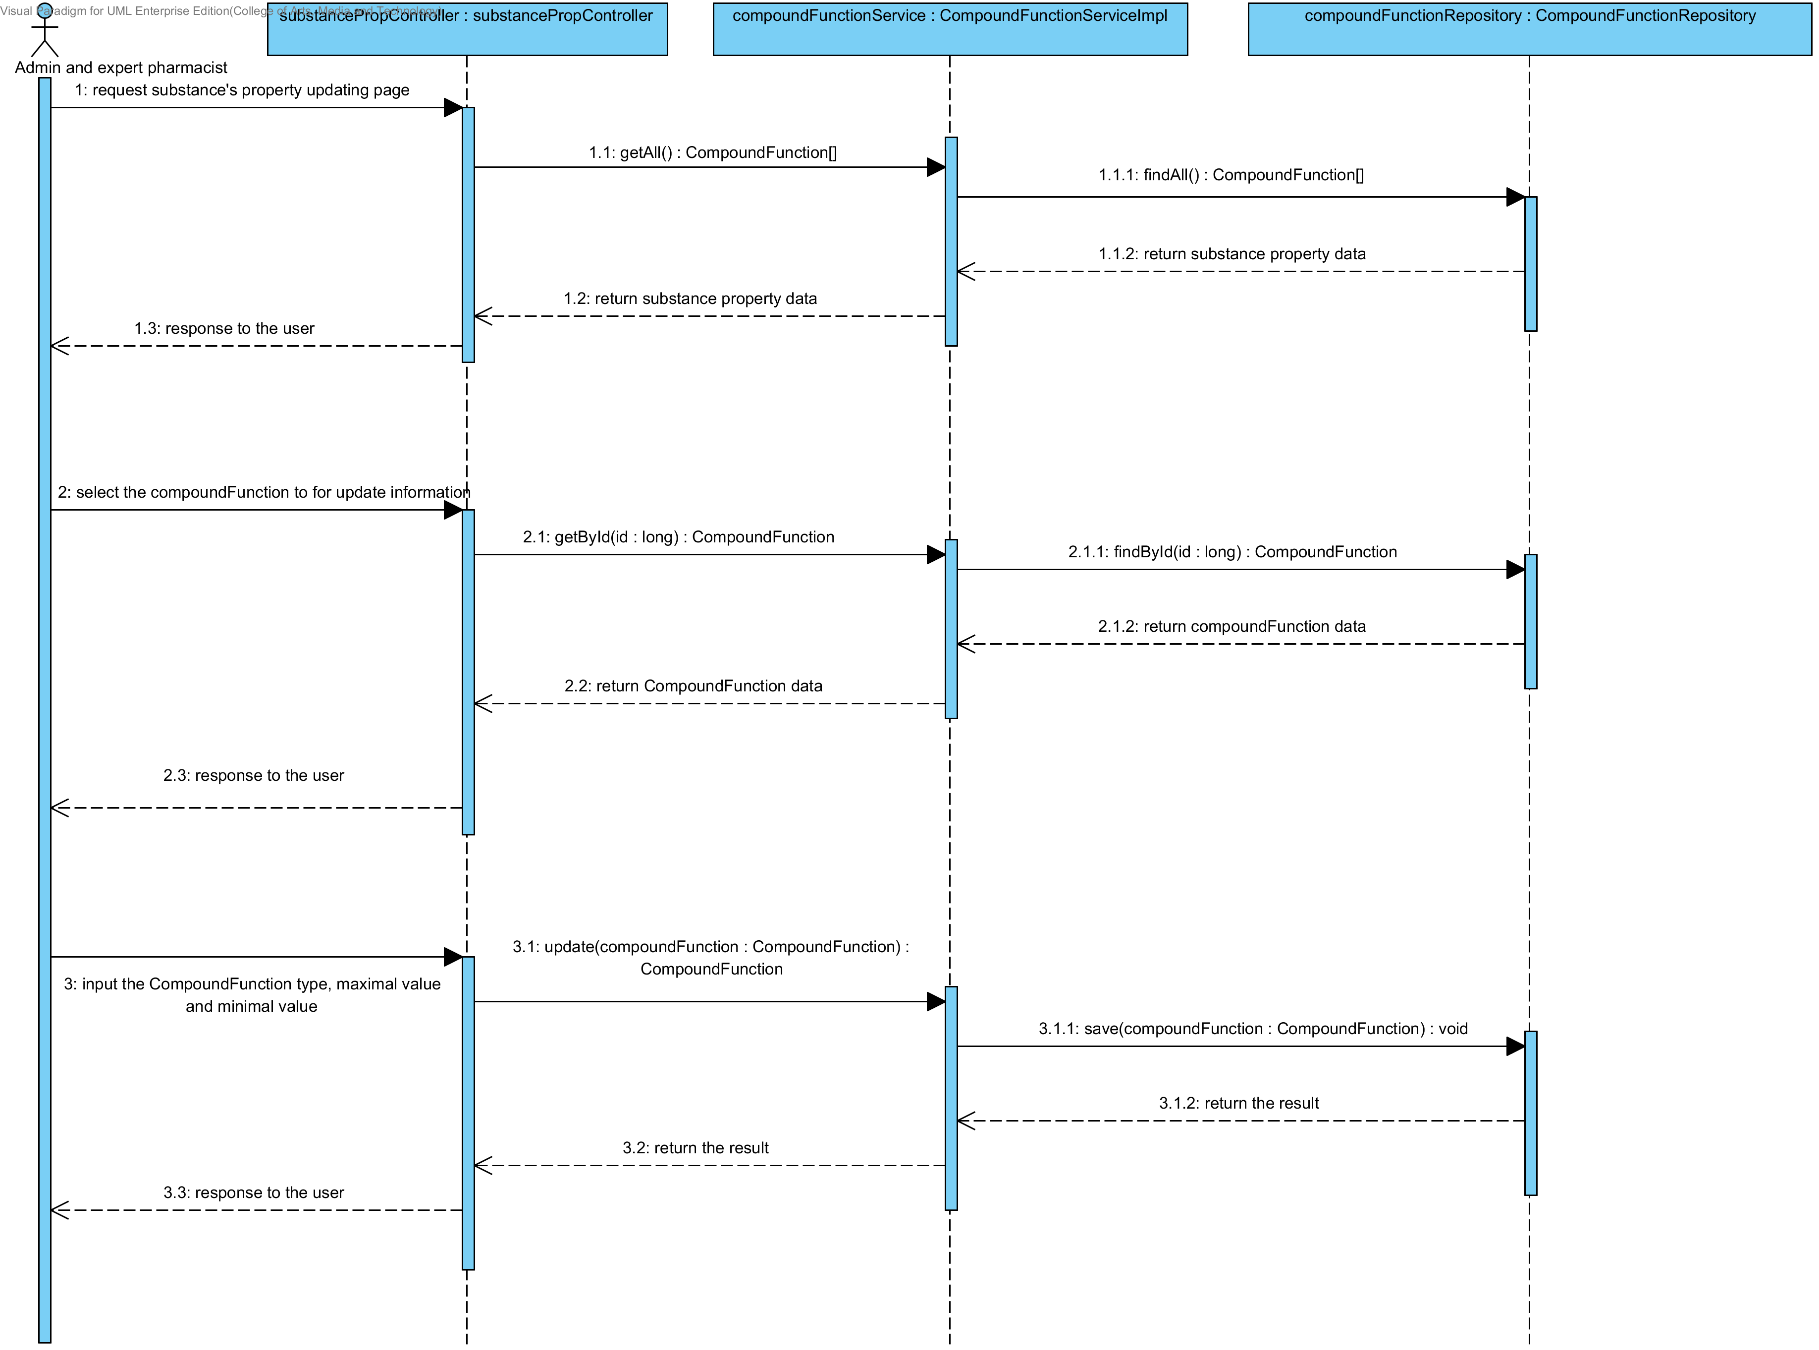 Visual Paradigm for UML Enterprise Edition(College of Arts, Media and Technology)
substancePropController : substancePropController
compoundFunctionService : CompoundFunctionServiceImpl
compoundFunctionRepository : CompoundFunctionRepository
Admin and expert pharmacist
1: request substance's property updating page
1.1: getAll() : CompoundFunction[]
1.1.1: findAll() : CompoundFunction[]
1.1.2: return substance property data
1.2: return substance property data
1.3: response to the user
2: select the compoundFunction to for update information
2.1: getById(id : long) : CompoundFunction
2.1.1: findById(id : long) : CompoundFunction
2.1.2: return compoundFunction data
2.2: return CompoundFunction data
2.3: response to the user
3.1: update(compoundFunction : CompoundFunction) :
CompoundFunction
3: input the CompoundFunction type, maximal value
and minimal value
3.1.1: save(compoundFunction : CompoundFunction) : void
3.1.2: return the result
3.2: return the result
3.3: response to the user